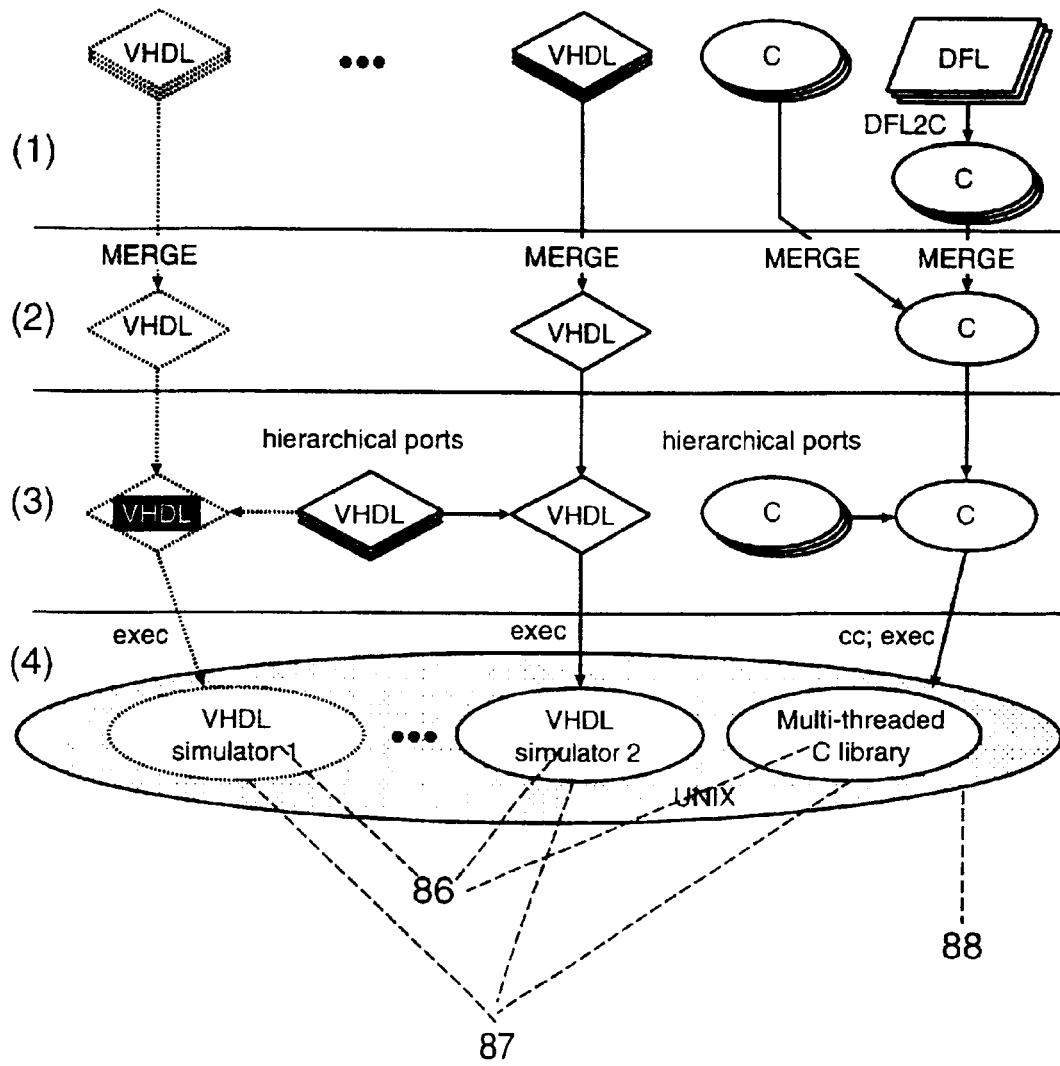 VHDL
VHDL
C
DFL
DFL2C
(1)
C
MERGE
MERGE
MERGE
MERGE
(2)
VHDL
VHDL
C
hierarchical ports
hierarchical ports
(3)
VHDL
VHDL
VHDL
C
C
exec
exec
cc; exec
(4)
VHDL
simulator 1
VHDL
simulator 2
Multi-threaded
C library
UNIX
86
88
87